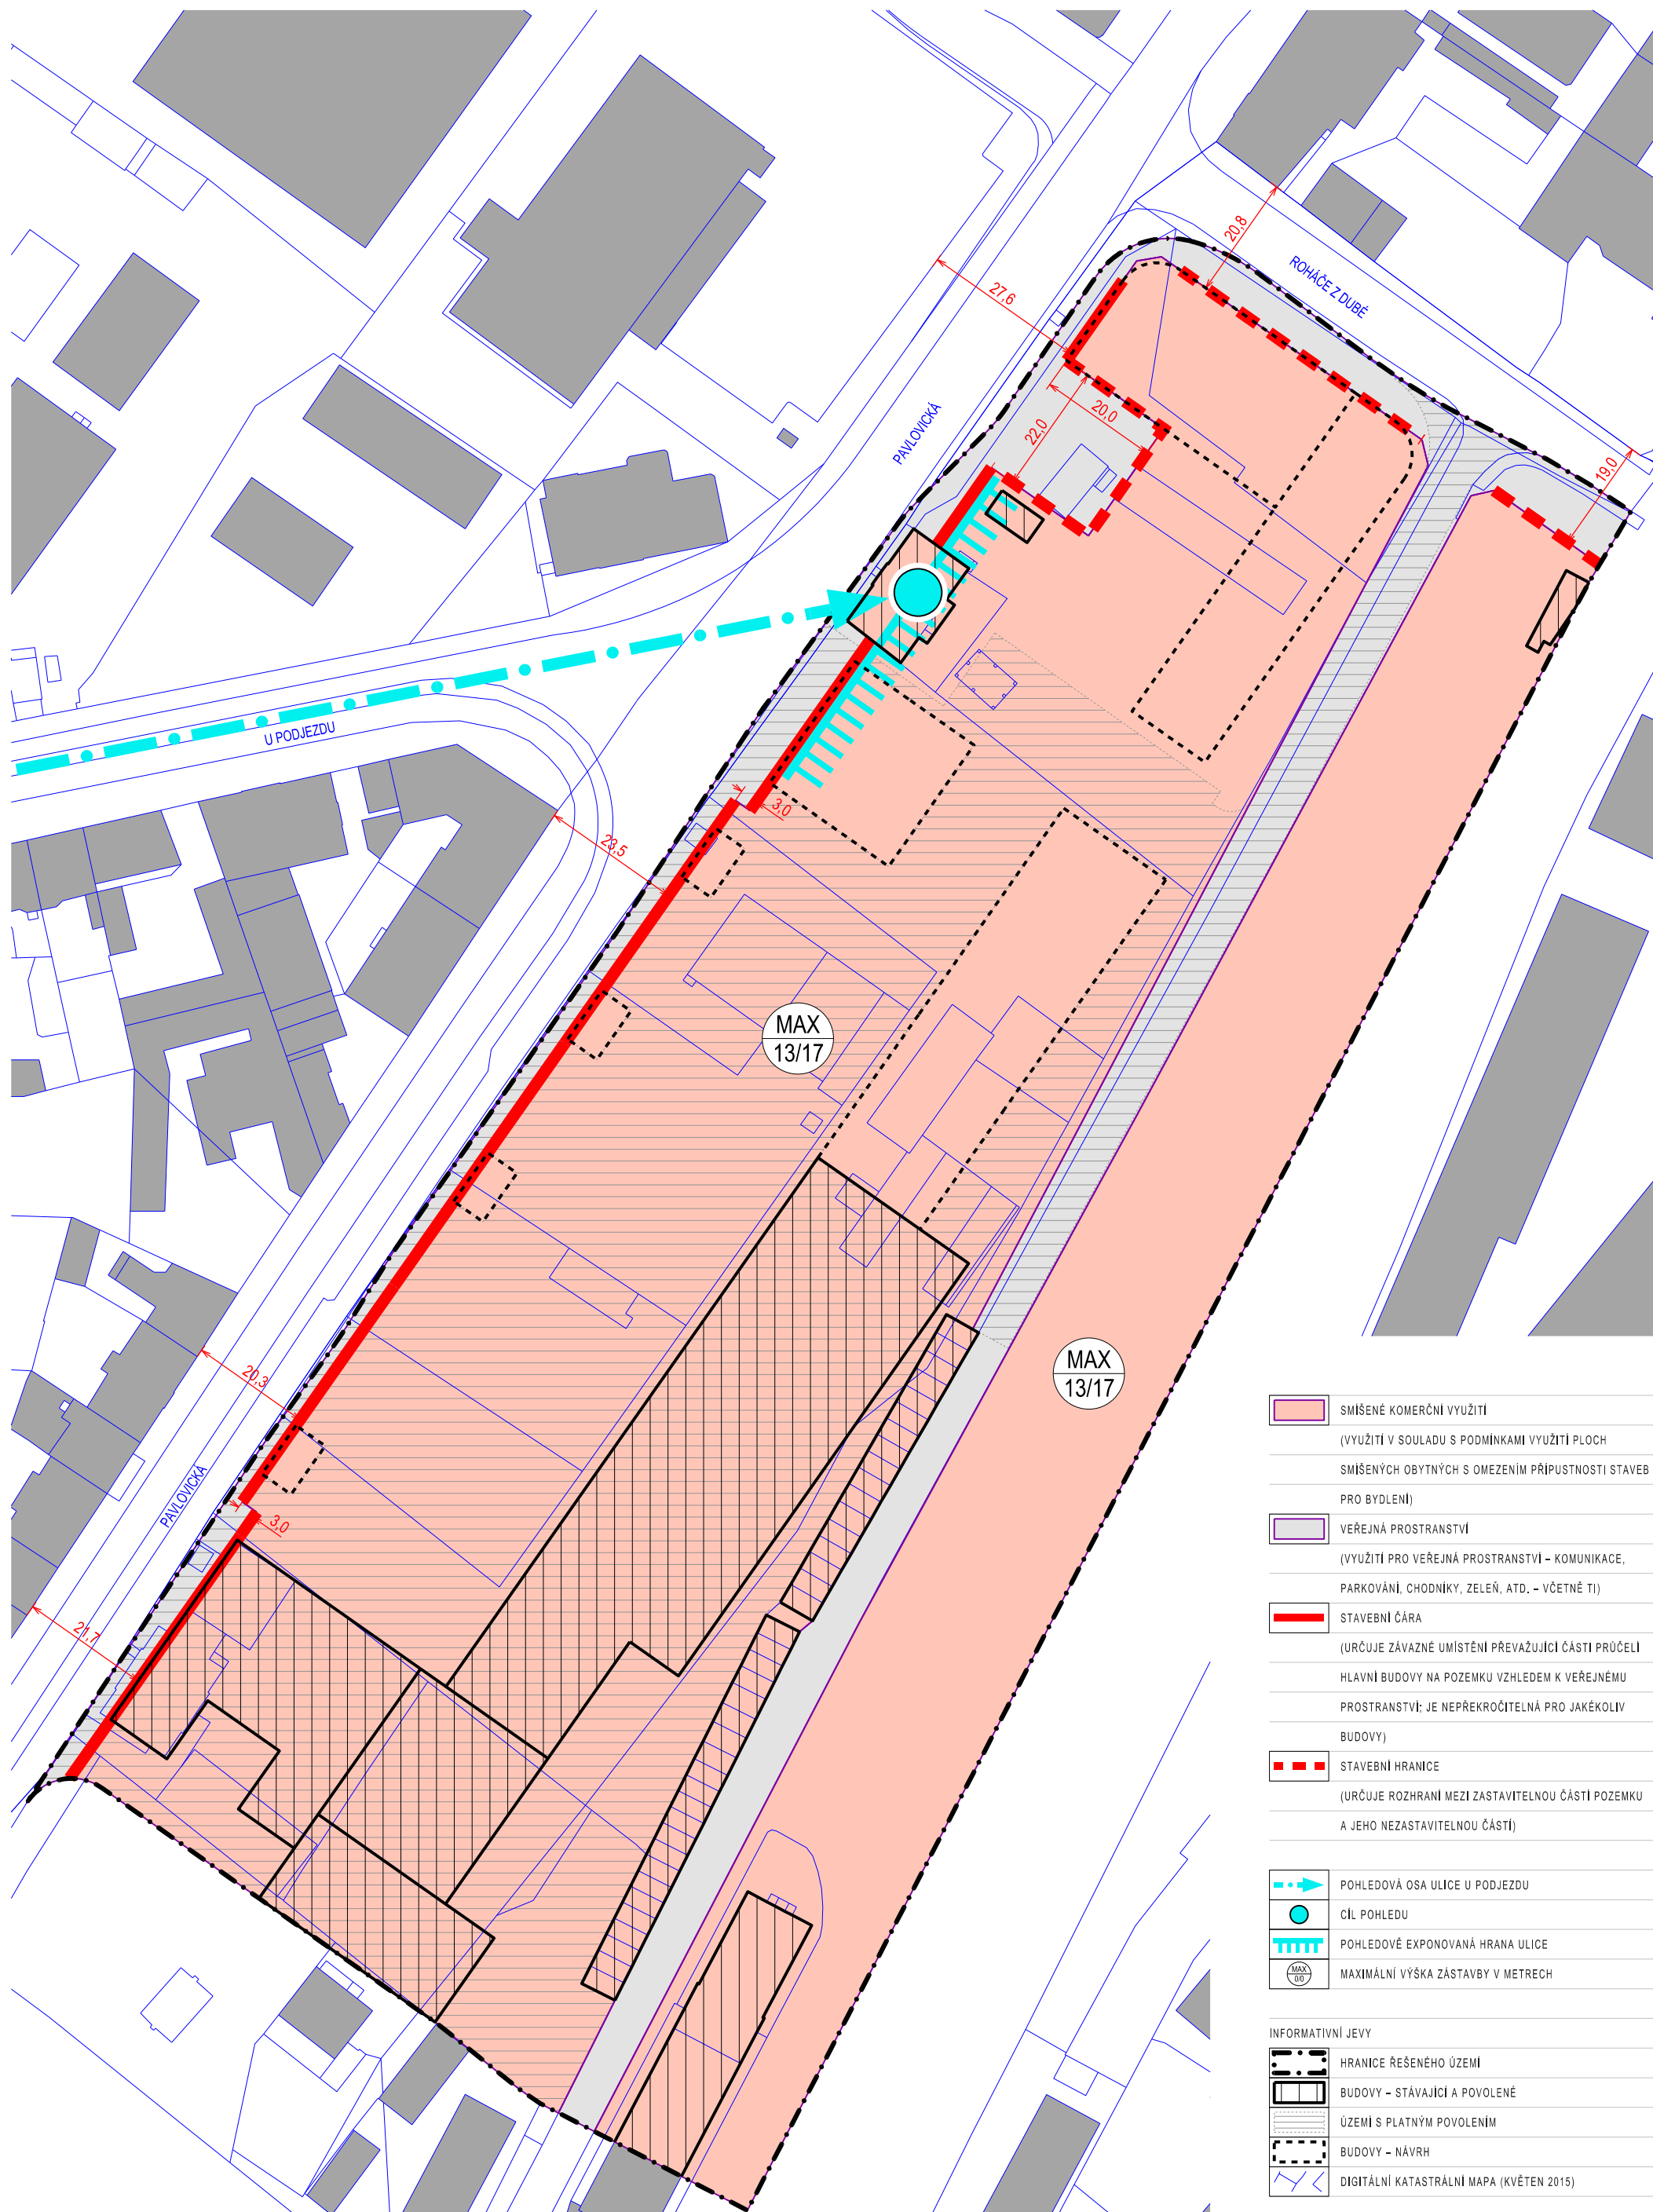 20,8
ROHÁČE Z DUBÉ
27,6
PAVLOVICKÁ
20,0
22,0
19,0
U PODJEZDU
3,0
23,5
MAX
13/17
MAX
13/17
20,3
PAVLOVICKÁ
3,0
21,7
SMÍŠENÉ KOMERČNÍ VYUŽITÍ
(VYUŽITÍ V SOULADU S PODMÍNKAMI VYUŽITÍ PLOCH
SMÍŠENÝCH OBYTNÝCH S OMEZENÍM PŘÍPUSTNOSTI STAVEB
PRO BYDLENÍ)
VEŘEJNÁ PROSTRANSTVÍ
(VYUŽITÍ PRO VEŘEJNÁ PROSTRANSTVÍ – KOMUNIKACE,
PARKOVÁNÍ, CHODNÍKY, ZELEŇ, ATD. – VČETNĚ TI)
STAVEBNÍ ČÁRA
(URČUJE ZÁVAZNÉ UMÍSTĚNÍ PŘEVAŽUJÍCÍ ČÁSTI PRŮČELÍ
HLAVNÍ BUDOVY NA POZEMKU VZHLEDEM K VEŘEJNÉMU
PROSTRANSTVÍ; JE NEPŘEKROČITELNÁ PRO JAKÉKOLIV
BUDOVY)
STAVEBNÍ HRANICE
(URČUJE ROZHRANÍ MEZI ZASTAVITELNOU ČÁSTÍ POZEMKU
A JEHO NEZASTAVITELNOU ČÁSTÍ)
POHLEDOVÁ OSA ULICE U PODJEZDU
CÍL POHLEDU
POHLEDOVĚ EXPONOVANÁ HRANA ULICE
MAX
0/0
MAXIMÁLNÍ VÝŠKA ZÁSTAVBY V METRECH
INFORMATIVNÍ JEVY
HRANICE ŘEŠENÉHO ÚZEMÍ
BUDOVY – STÁVAJÍCÍ A POVOLENÉ
ÚZEMÍ S PLATNÝM POVOLENÍM
BUDOVY – NÁVRH
DIGITÁLNÍ KATASTRÁLNÍ MAPA (KVĚTEN 2015)